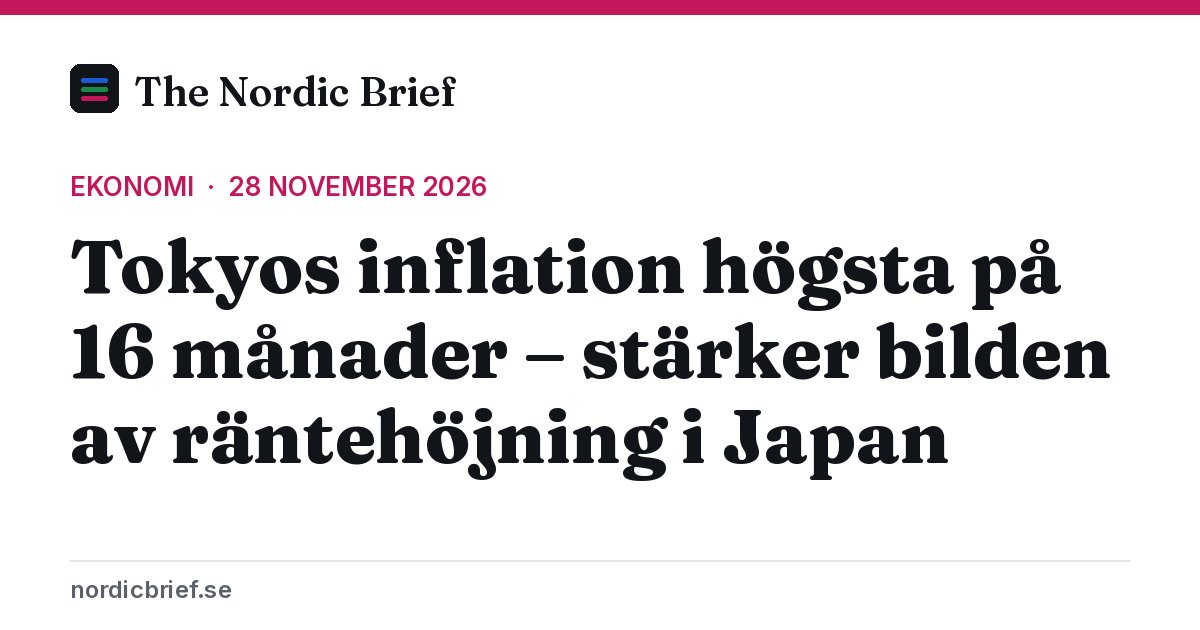 The Nordic Brief
EKONOMI · 28 NOVEMBER 2026
Tokyos inflation högsta på
16 månader – stärker bilden
av räntehöjning i Japan
nordicbrief.se